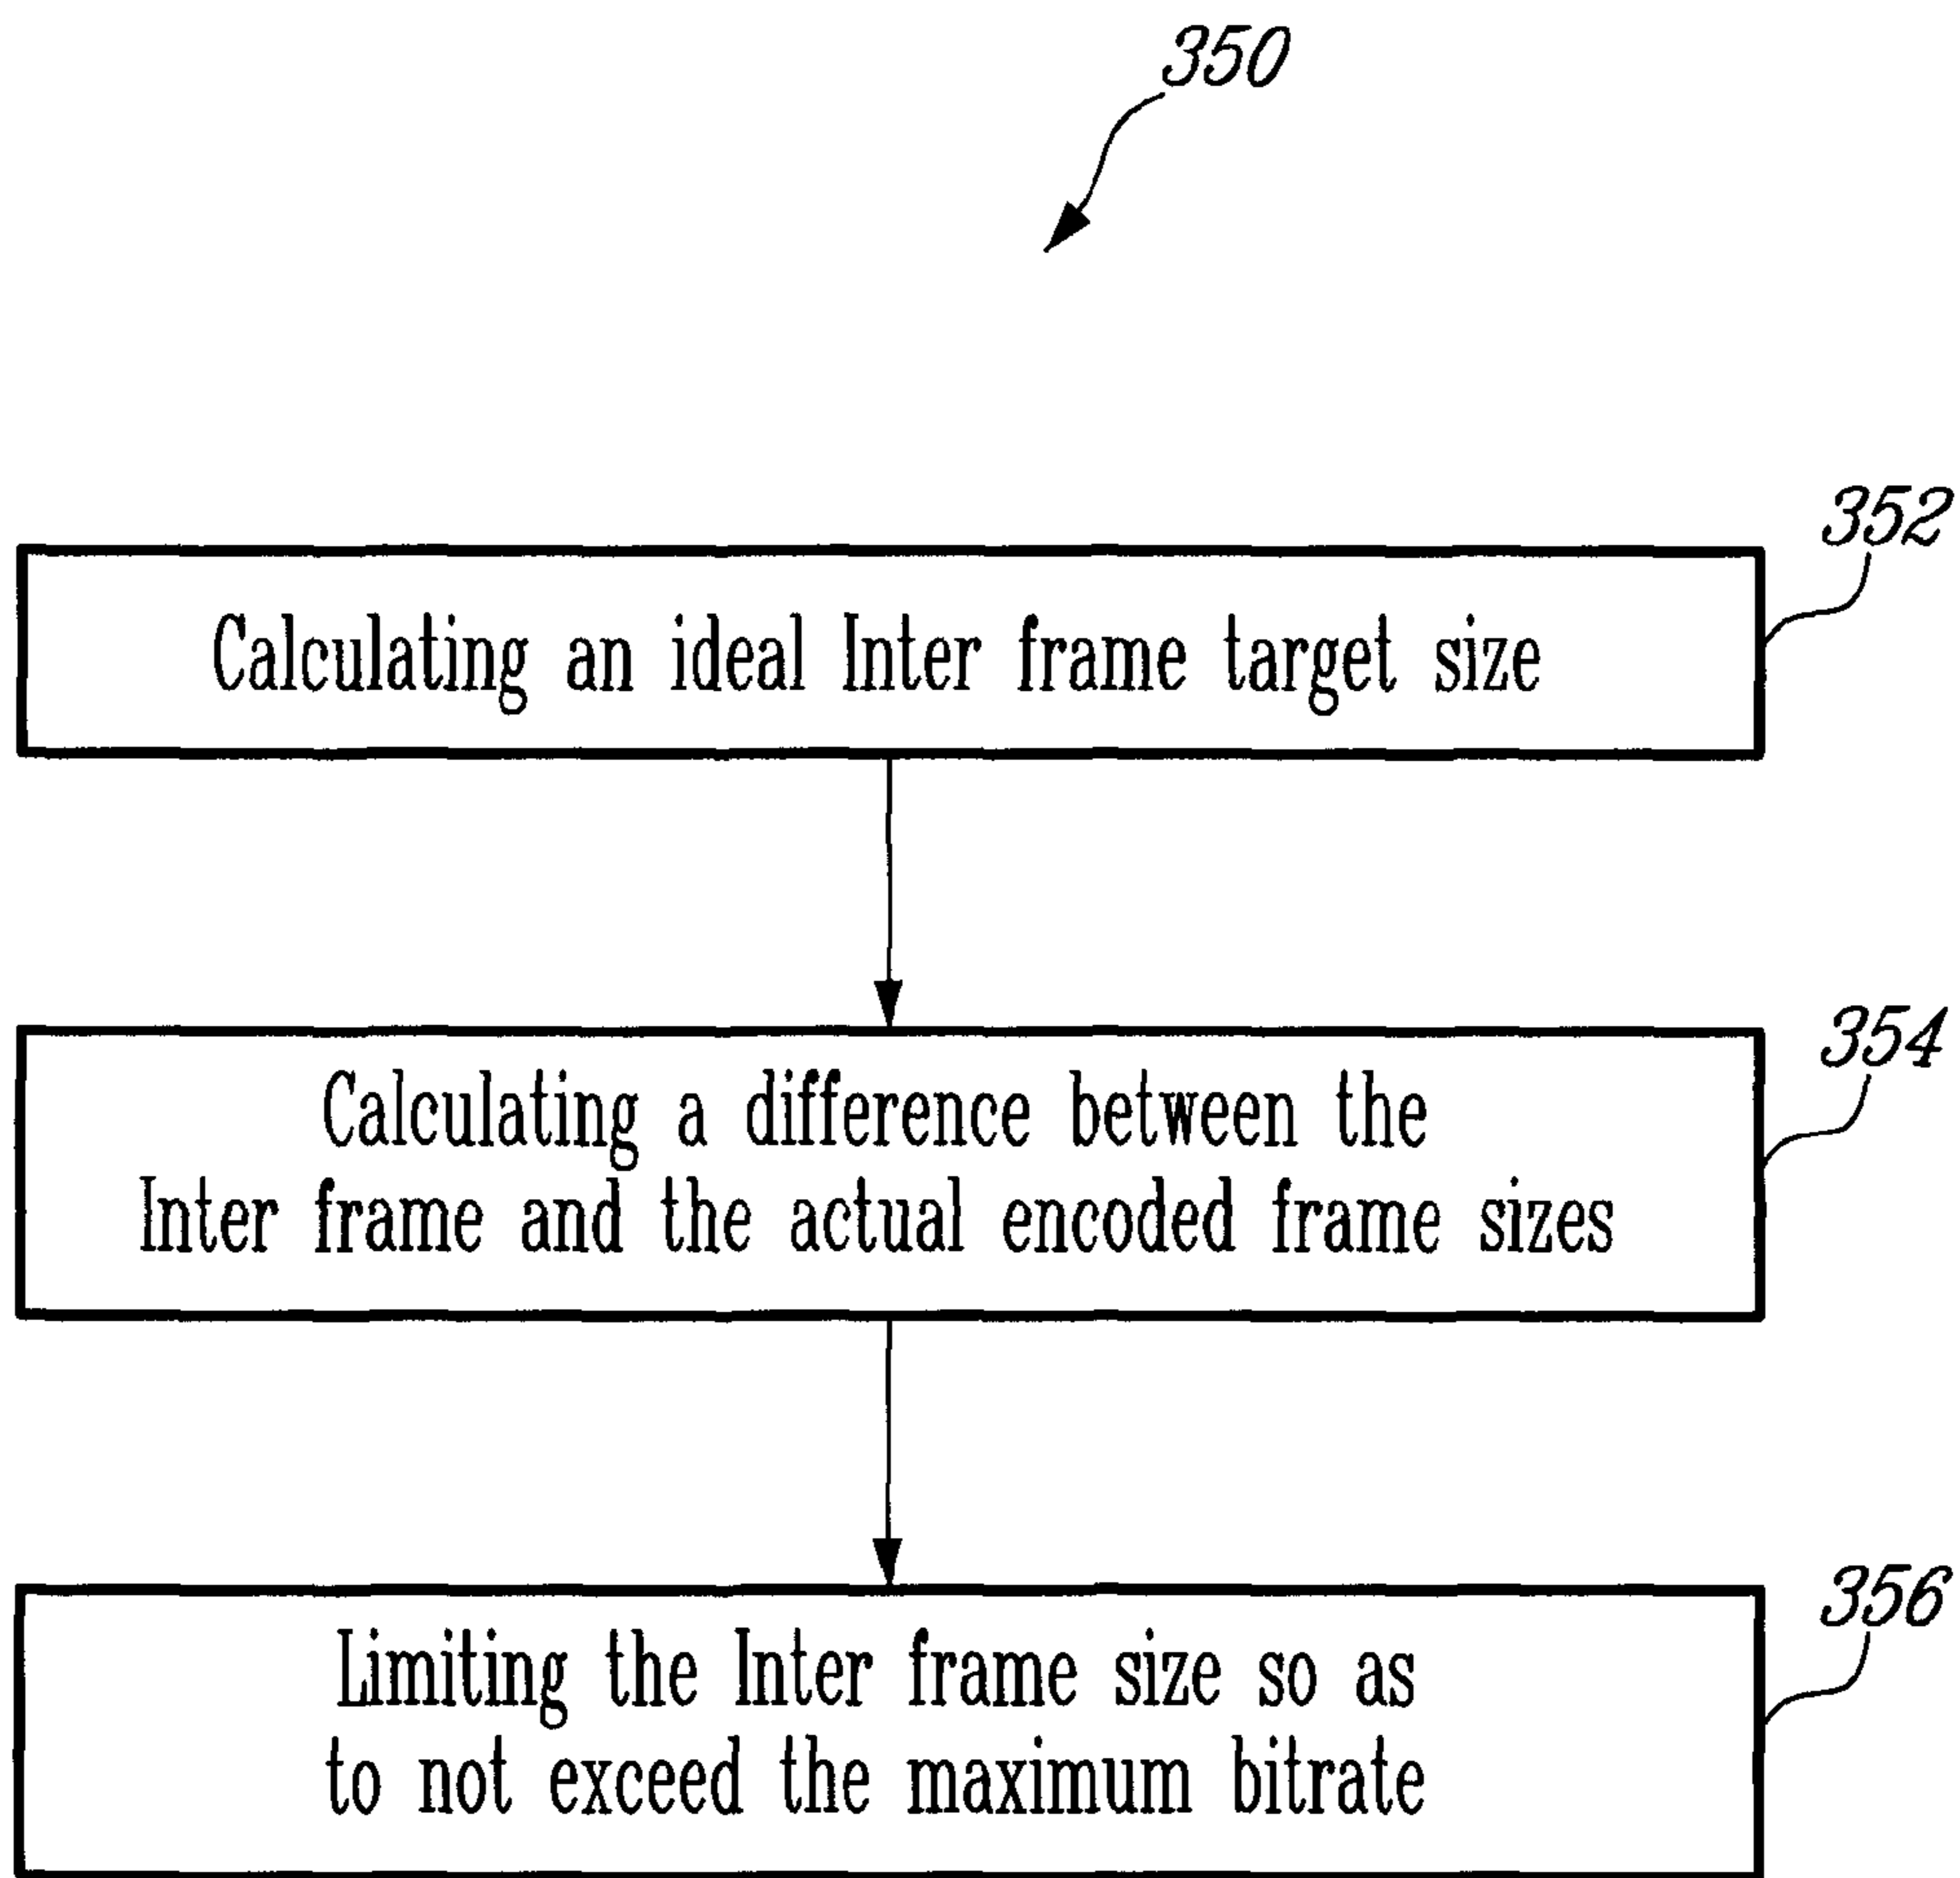 350
352
Calculating an ideal Inter frame target size
354
Calculating a difference between the
Inter frame and the actual encoded frame sizes
356
Limiting the Inter frame size so as
to not exceed the maximum bitrate